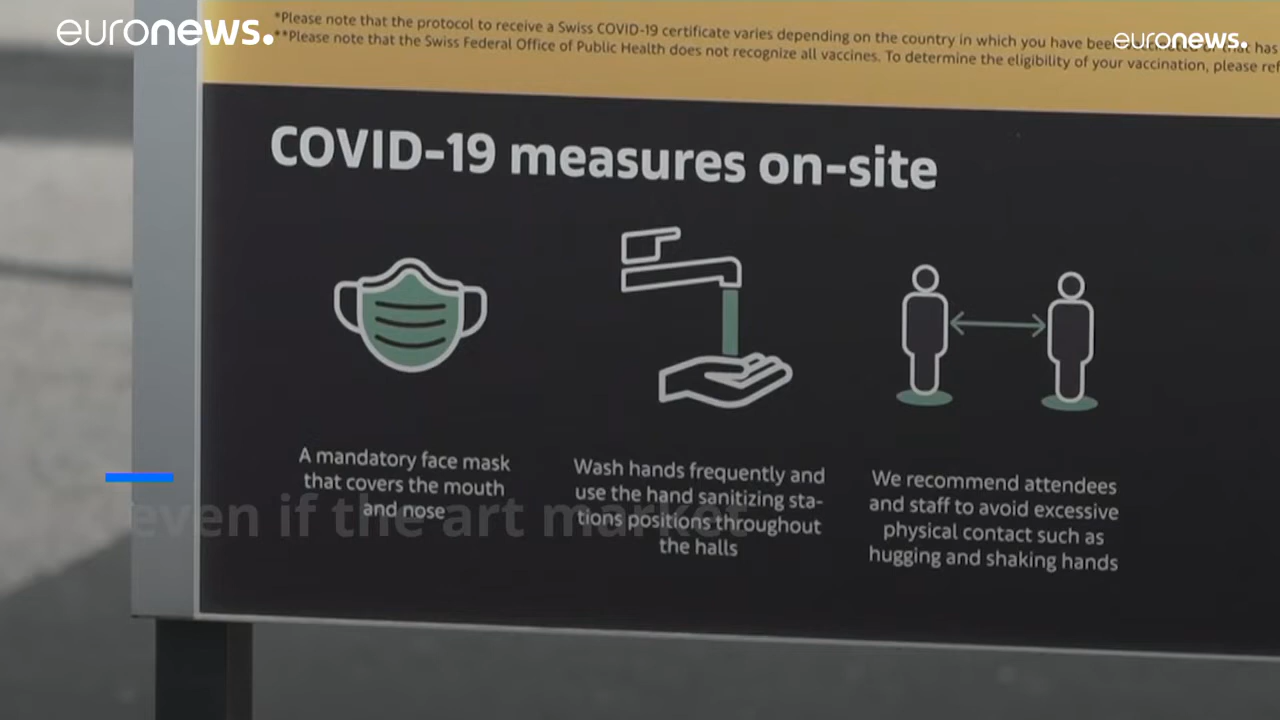 euronews.
euronews.
*Please note that the protocol to receive a Swiss COVID-19 certificate varies depending on the country in which you have been has
**Please note that the Swiss Federal Office of Public Health does not recognize all vaccines. To determine the eligibility of your vaccination, please ref
COVID-19 measures on-site
A mandatory face mask
that covers the mouth
and nose
Wash hands frequently and
use the hand sanitizing sta-
tions positions throughout
the halls
We recommend attendees
and staff to avoid excessive
physical contact such as
hugging and shaking hands
even if the art market